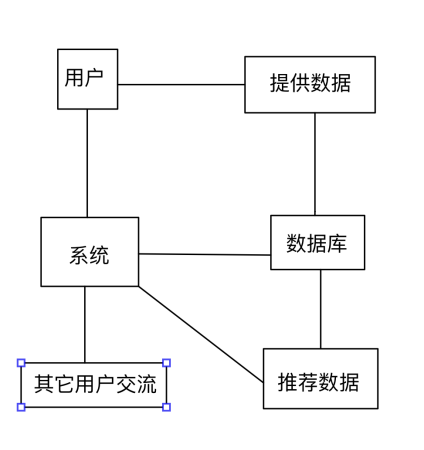 用户
提供数据
系统
数据库
其它用户交流
推荐数据